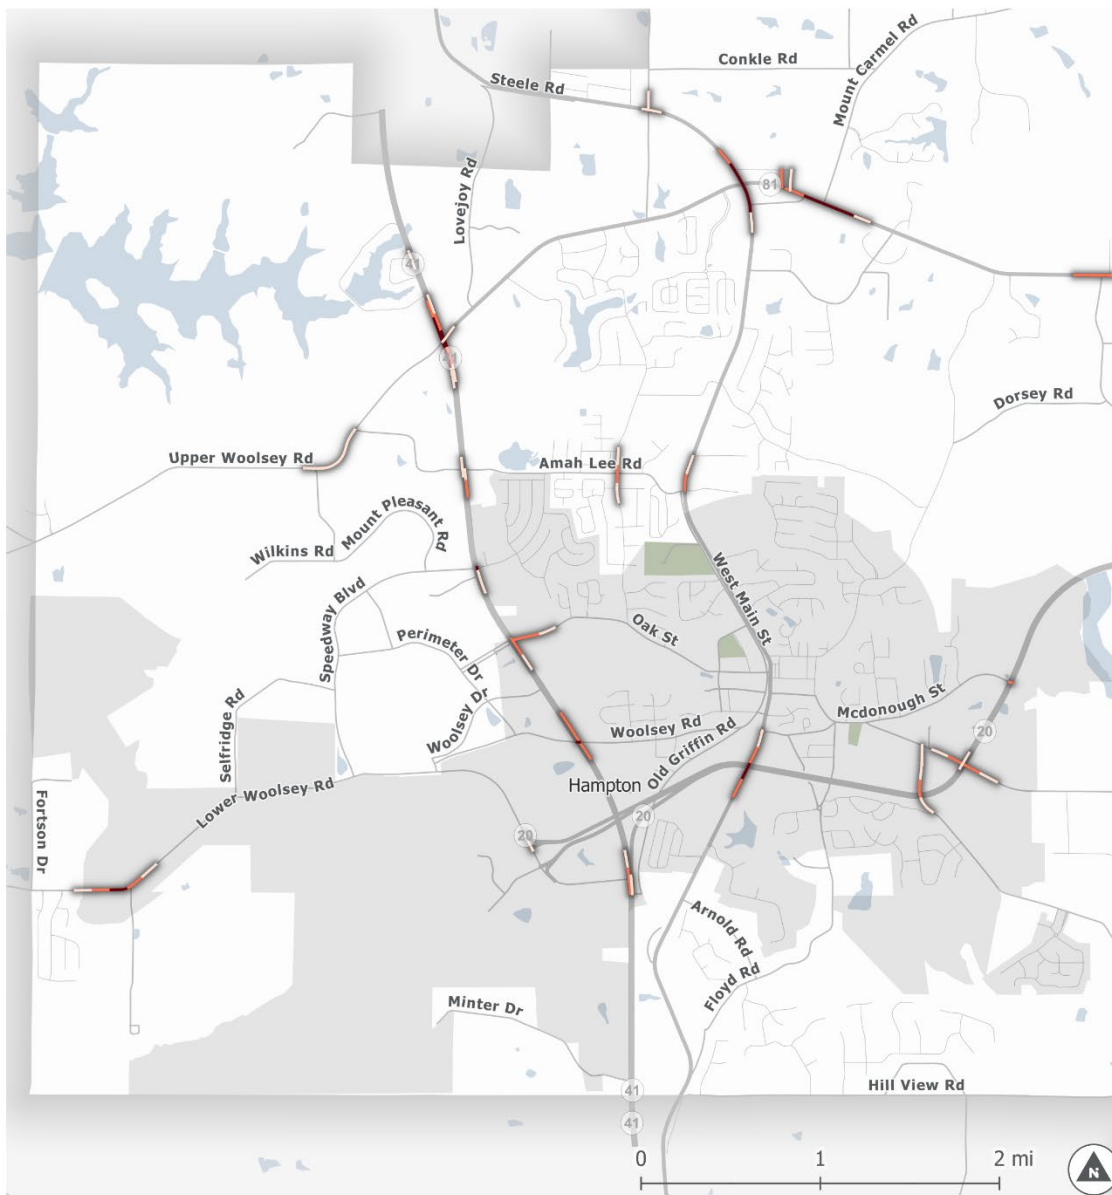 Conkle Rd
Mount Carmel Rd
Steele Rd
81
Lovejoy Rd
41
41
Dorsey Rd
Upper Woolsey Rd
Amah Lee Rd
Mount Pleasant Rd
Wilkins Rd
West Main St
Speedway Blvd
Perimeter Dr
Oak St
Selfridge Rd
Woolsey Dr
Woolsey Rd
Mcdonough St
Old Griffin Rd
20
Hampton
Lower Woolsey Rd
Fortson Dr
20
20
Arnold Rd
Floyd Rd
Minter Dr
Hill View Rd
41
41
0 1 2 mi
N